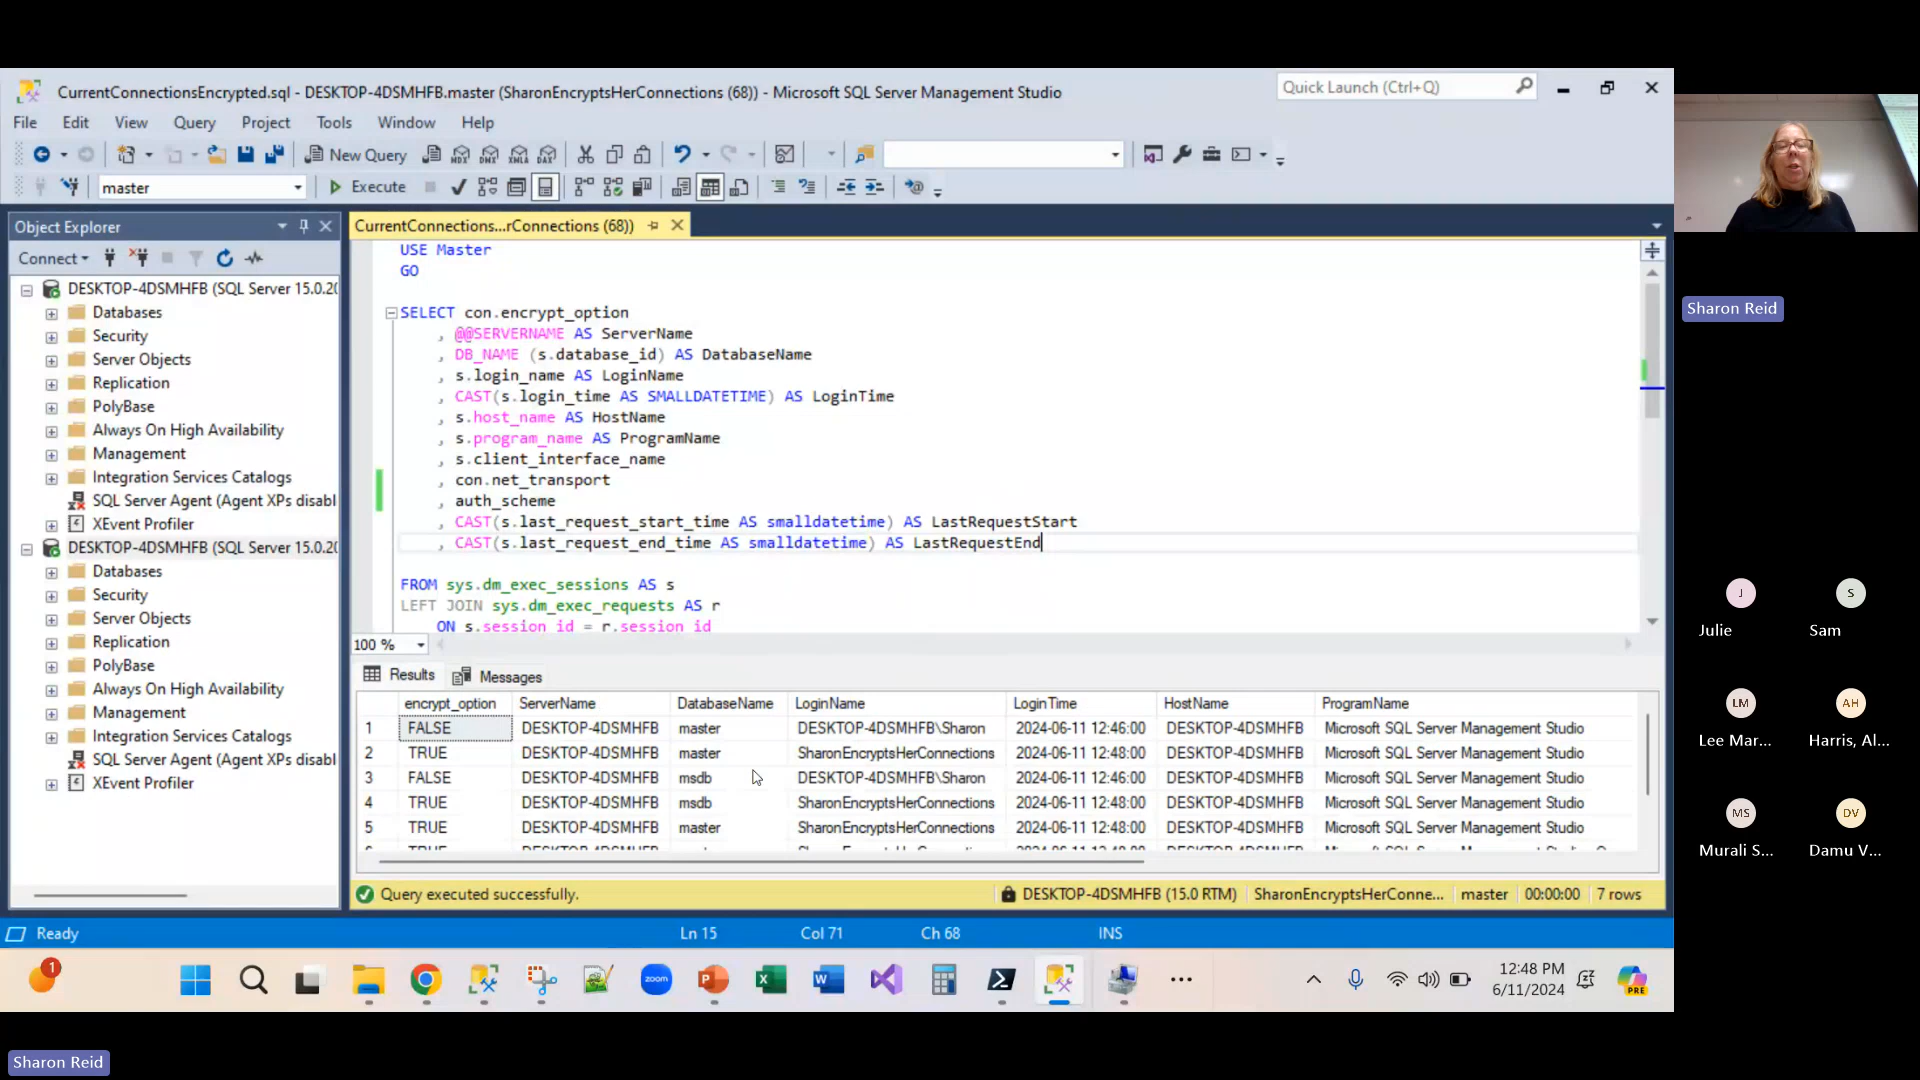 CurrentConnectionsEncrypted.sql - DESKTOP-4DSMHFB.master (SharonEncryptsHerConnections (68)) - Microsoft SQL Server Management Studio
Quick Launch (Ctrl+Q)
File Edit View Query Project Tools Window Help
New Query
MDX DMX XMLA DAX
master
Execute
Object Explorer
Connect
DESKTOP-4DSMHFB (SQL Server 15.0.20
Databases
Security
Server Objects
Replication
PolyBase
Always On High Availability
Management
Integration Services Catalogs
SQL Server Agent (Agent XPs disabl
XEvent Profiler
DESKTOP-4DSMHFB (SQL Server 15.0.20
Databases
Security
Server Objects
Replication
PolyBase
Always On High Availability
Management
Integration Services Catalogs
SQL Server Agent (Agent XPs disabl
XEvent Profiler
CurrentConnections...rConnections (68))
USE Master
GO
SELECT con.encrypt_option
, @@SERVERNAME AS ServerName
, DB_NAME (s.database_id) AS DatabaseName
, s.login_name AS LoginName
, CAST(s.login_time AS SMALLDATETIME) AS LoginTime
, s.host_name AS HostName
, s.program_name AS ProgramName
, s.client_interface_name
, con.net_transport
, auth_scheme
, CAST(s.last_request_start_time AS smalldatetime) AS LastRequestStart
, CAST(s.last_request_end_time AS smalldatetime) AS LastRequestEnd
FROM sys.dm_exec_sessions AS s
LEFT JOIN sys.dm_exec_requests AS r
ON s.session_id = r.session_id
100 %
Results Messages
encrypt_option ServerName DatabaseName LoginName LoginTime HostName ProgramName
1 FALSE DESKTOP-4DSMHFB master DESKTOP-4DSMHFB\Sharon 2024-06-11 12:46:00 DESKTOP-4DSMHFB Microsoft SQL Server Management Studio
2 TRUE DESKTOP-4DSMHFB master SharonEncryptsHerConnections 2024-06-11 12:48:00 DESKTOP-4DSMHFB Microsoft SQL Server Management Studio
3 FALSE DESKTOP-4DSMHFB msdb DESKTOP-4DSMHFB\Sharon 2024-06-11 12:46:00 DESKTOP-4DSMHFB Microsoft SQL Server Management Studio
4 TRUE DESKTOP-4DSMHFB msdb SharonEncryptsHerConnections 2024-06-11 12:48:00 DESKTOP-4DSMHFB Microsoft SQL Server Management Studio
5 TRUE DESKTOP-4DSMHFB master SharonEncryptsHerConnections 2024-06-11 12:48:00 DESKTOP-4DSMHFB Microsoft SQL Server Management Studio
Query executed successfully.
DESKTOP-4DSMHFB (15.0 RTM) SharonEncryptsHerConne... master 00:00:00 7 rows
Ready Ln 15 Col 71 Ch 68 INS
1
zoom
12:48 PM
6/11/2024
PRE
Sharon Reid
J
Julie
S
Sam
LM
Lee Mar...
AH
Harris, Al...
MS
Murali S...
DV
Damu V...
Sharon Reid